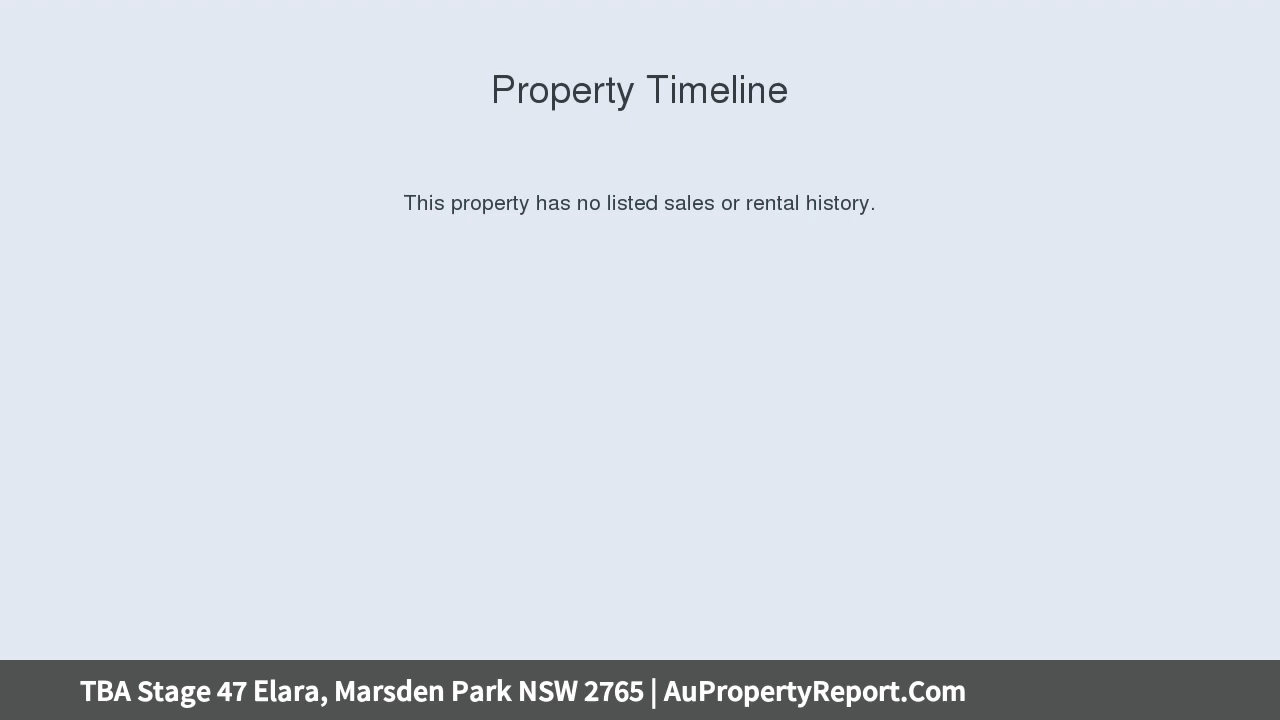 Property Timeline
This property has no listed sales or rental history.
TBA Stage 47 Elara, Marsden Park NSW 2765 | AuPropertyReport.Com